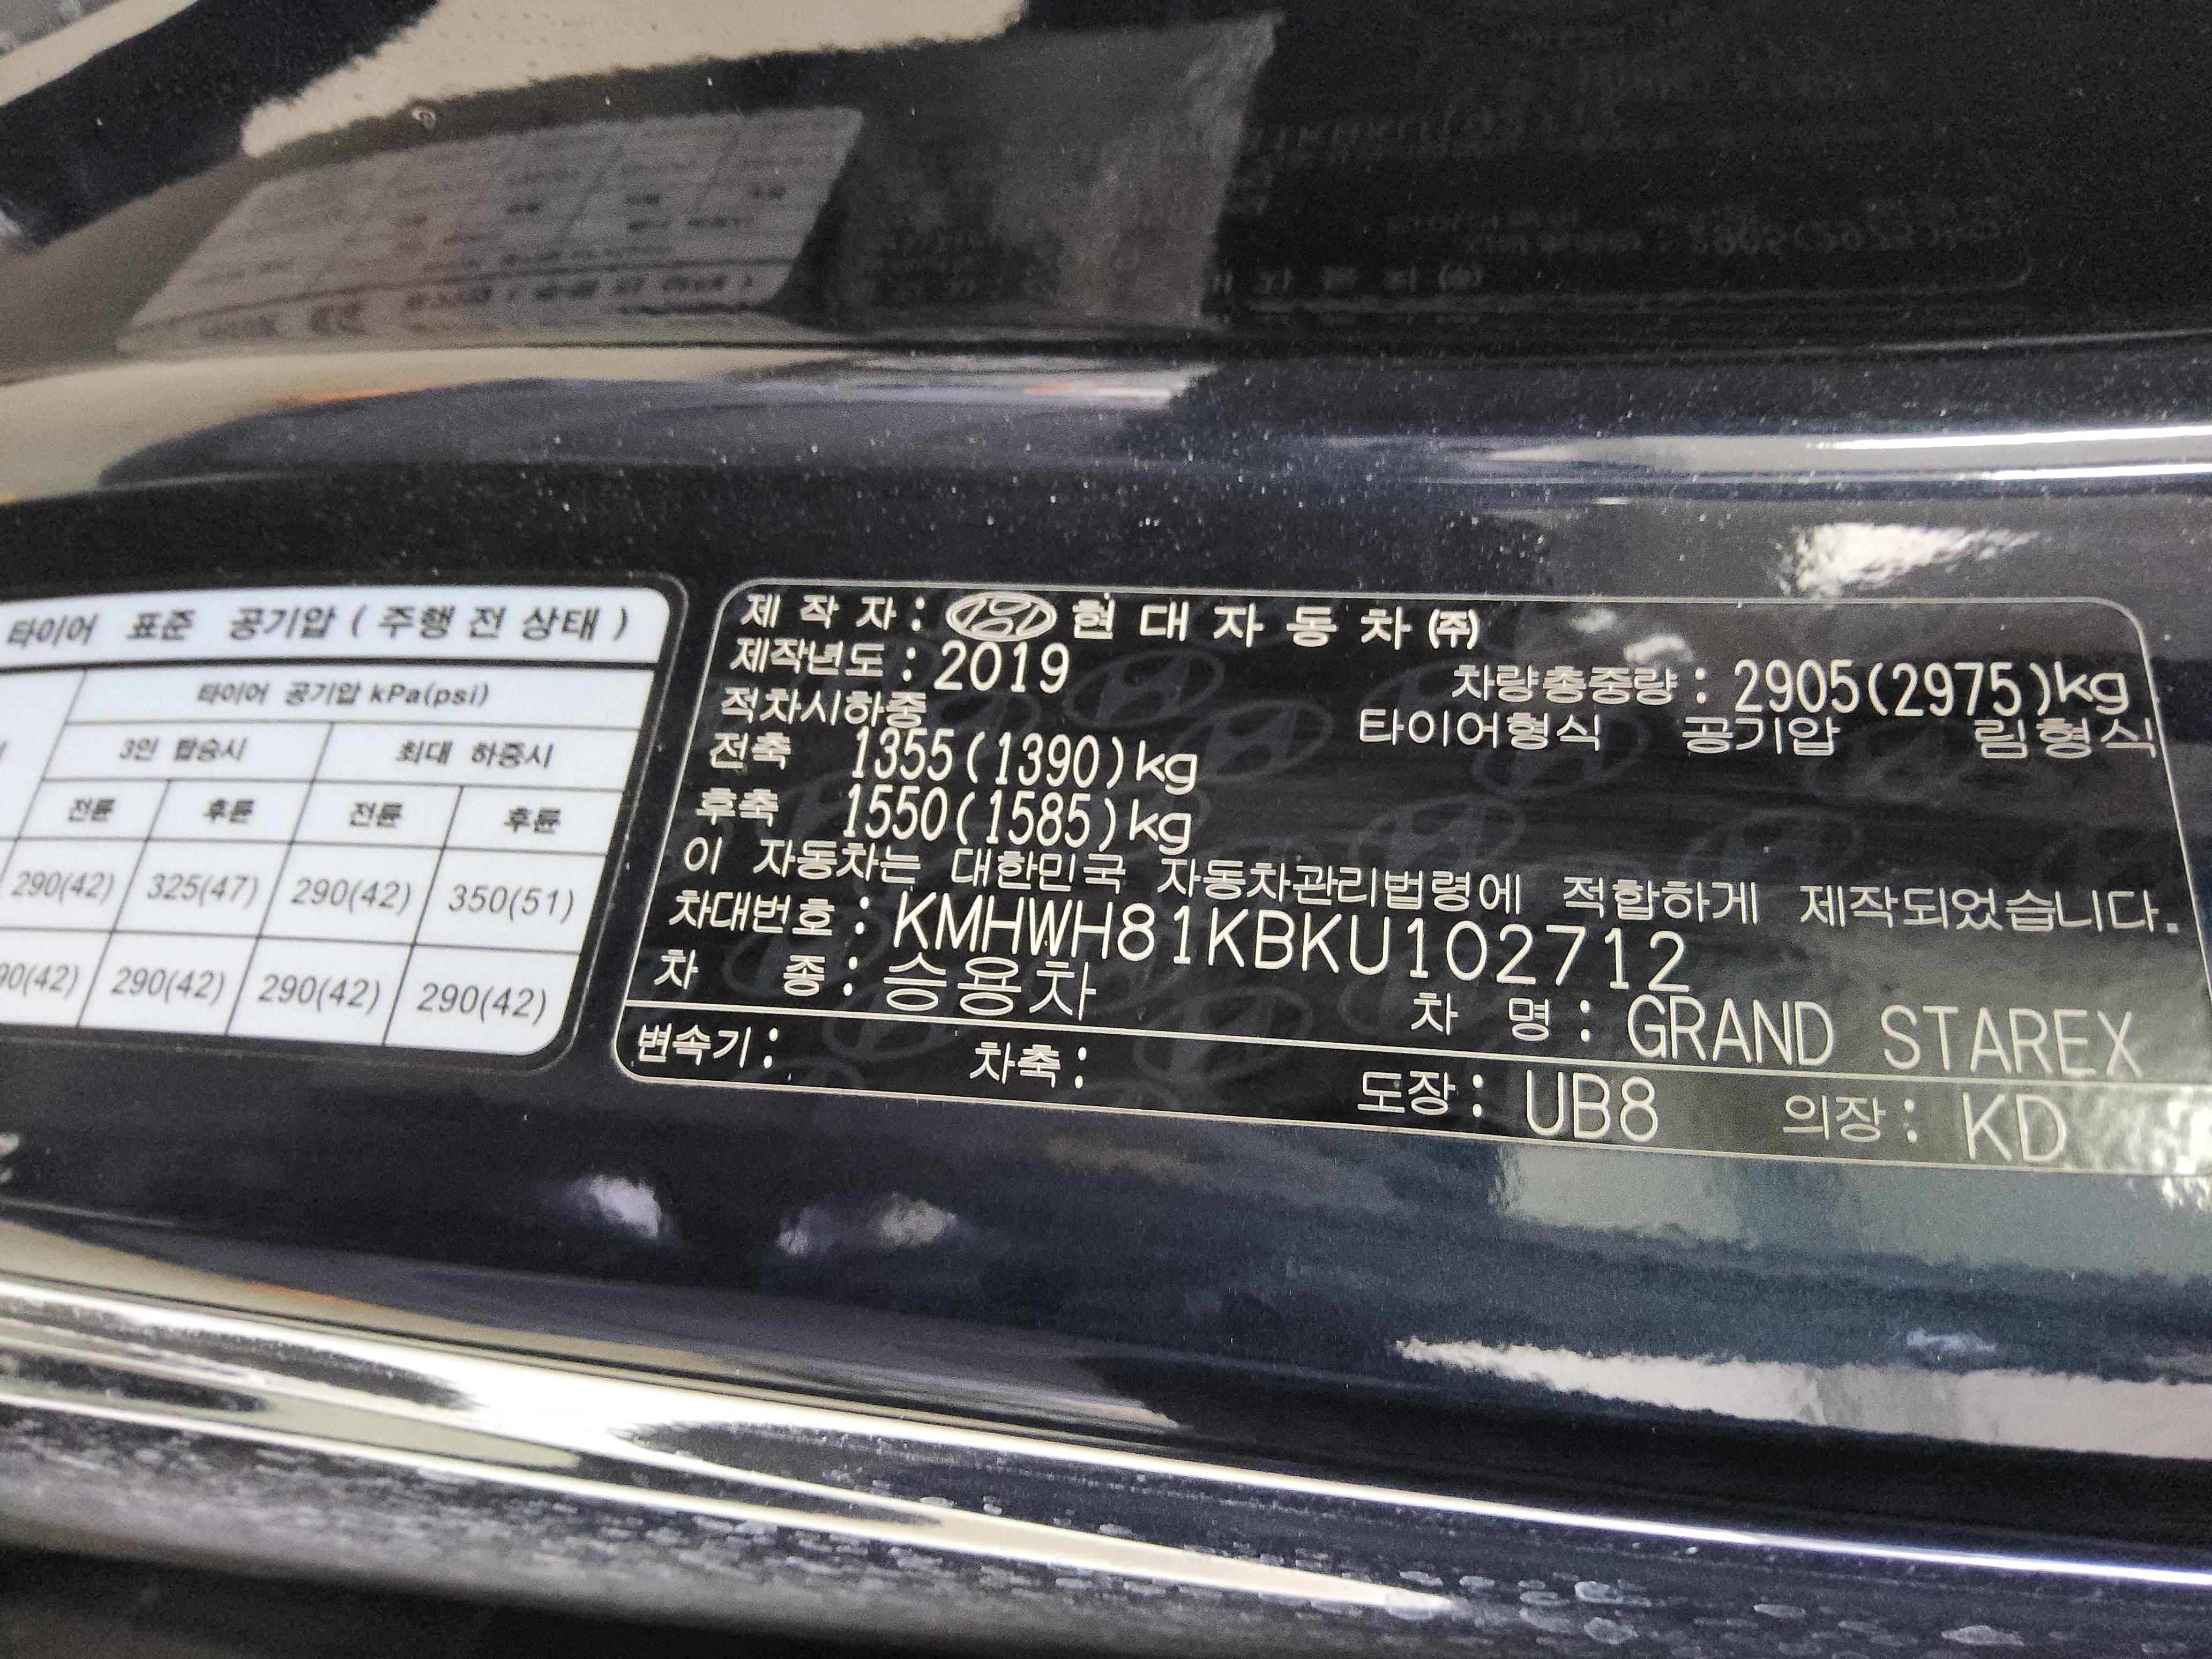 타이어 표준 공기압 ( 주행 전 상태 )
타이어 공기압 kPa(psi)
3인 탑승시 최대 하중시
전륜 후륜 전륜 후륜
290(42) 325(47) 290(42) 350(51)
90(42) 290(42) 290(42) 290(42)
제 작 자 : 현 대 자 동 차 ㈜
제작년도 : 2019
차량총중량 : 2905(2975)kg
적차시하중
타이어형식 공기압 림형식
전축 1355(1390)kg
후축 1550(1585)kg
이 자동차는 대한민국 자동차관리법령에 적합하게 제작되었습니다.
차대번호 : KMHWH81KBKU102712
차 종 : 승용차 차 명 : GRAND STAREX
변속기 : 차축 : 도장 : UB8 의장 : KD